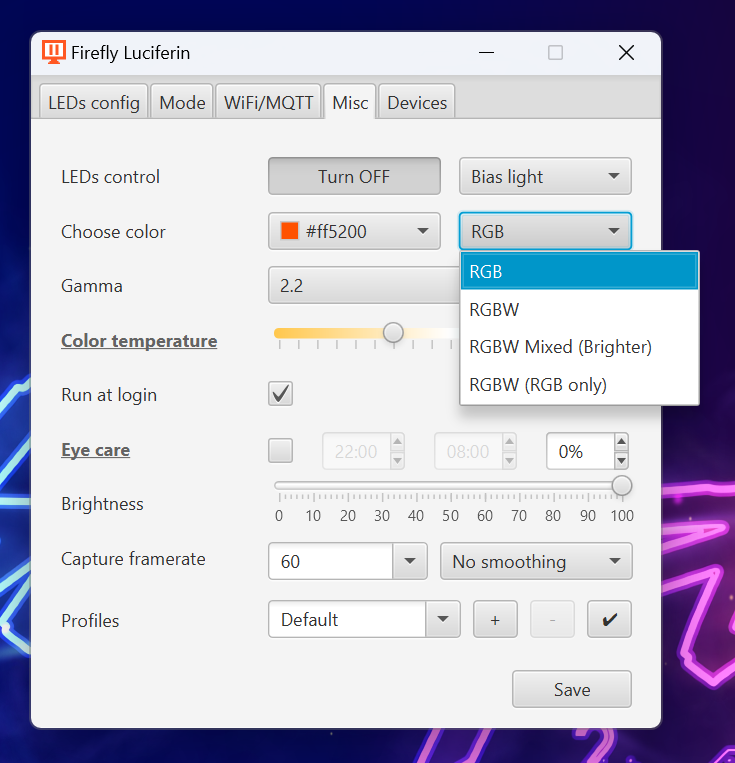 Firefly Luciferin
LEDs config Mode WiFi/MQTT Misc Devices
LEDs control Turn OFF Bias light
Choose color #ff5200 RGB
RGB
Gamma 2.2
RGBW
Color temperature
RGBW Mixed (Brighter)
RGBW (RGB only)
Run at login
Eye care 22:00 08:00 0%
Brightness
0 10 20 30 40 50 60 70 80 90 100
Capture framerate 60 No smoothing
Profiles Default + - ✔
Save